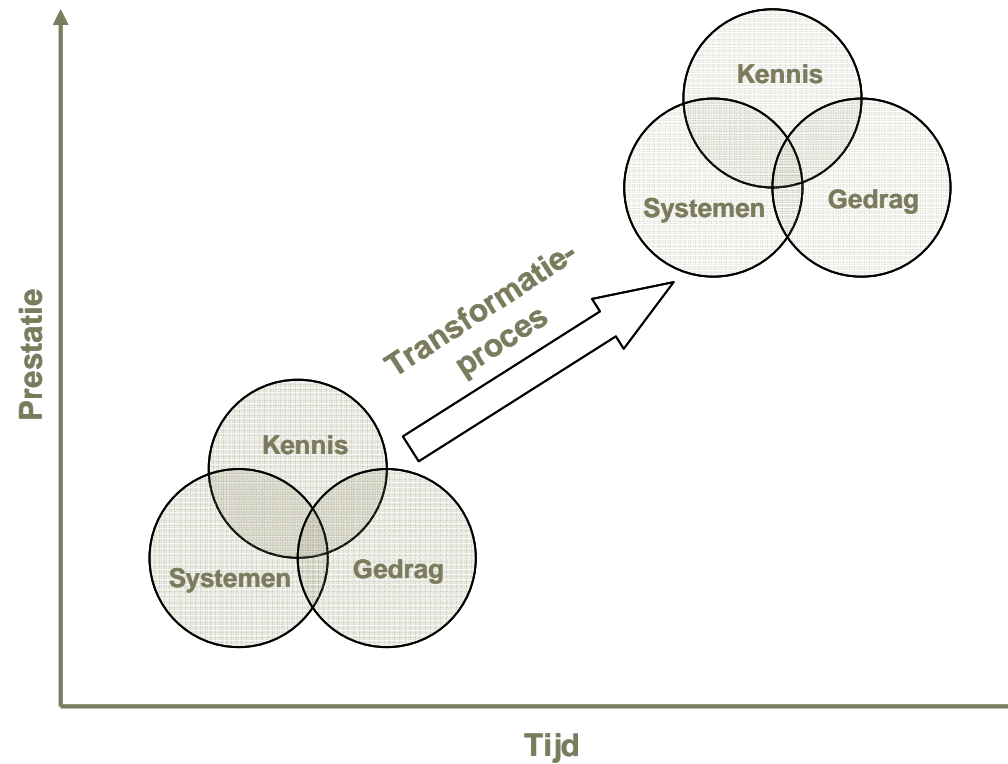 Kennis
Systemen
Gedrag
Transformatie-
proces
Prestatie
Kennis
Systemen
Gedrag
Tijd